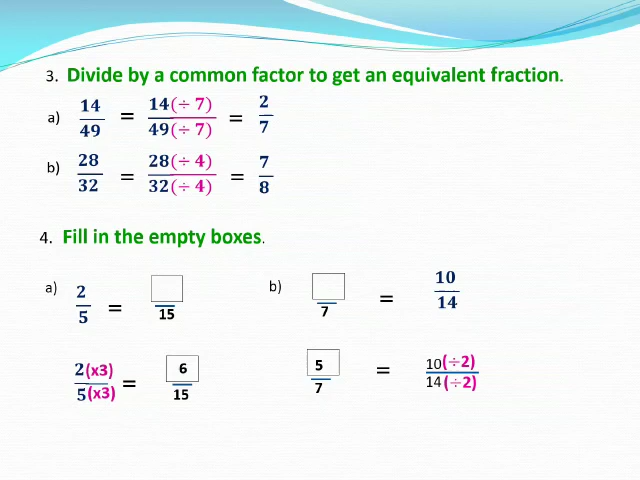 3. Divide by a common factor to get an equivalent fraction.
a) 14/49 = 14(÷ 7)/49(÷ 7) = 2/7
b) 28/32 = 28(÷ 4)/32(÷ 4) = 7/8
4. Fill in the empty boxes.
a) 2/5 = □/15
b) □/7 = 10/14
2(x3)/5(x3) = 6/15
5/7 = 10(÷2)/14(÷2)